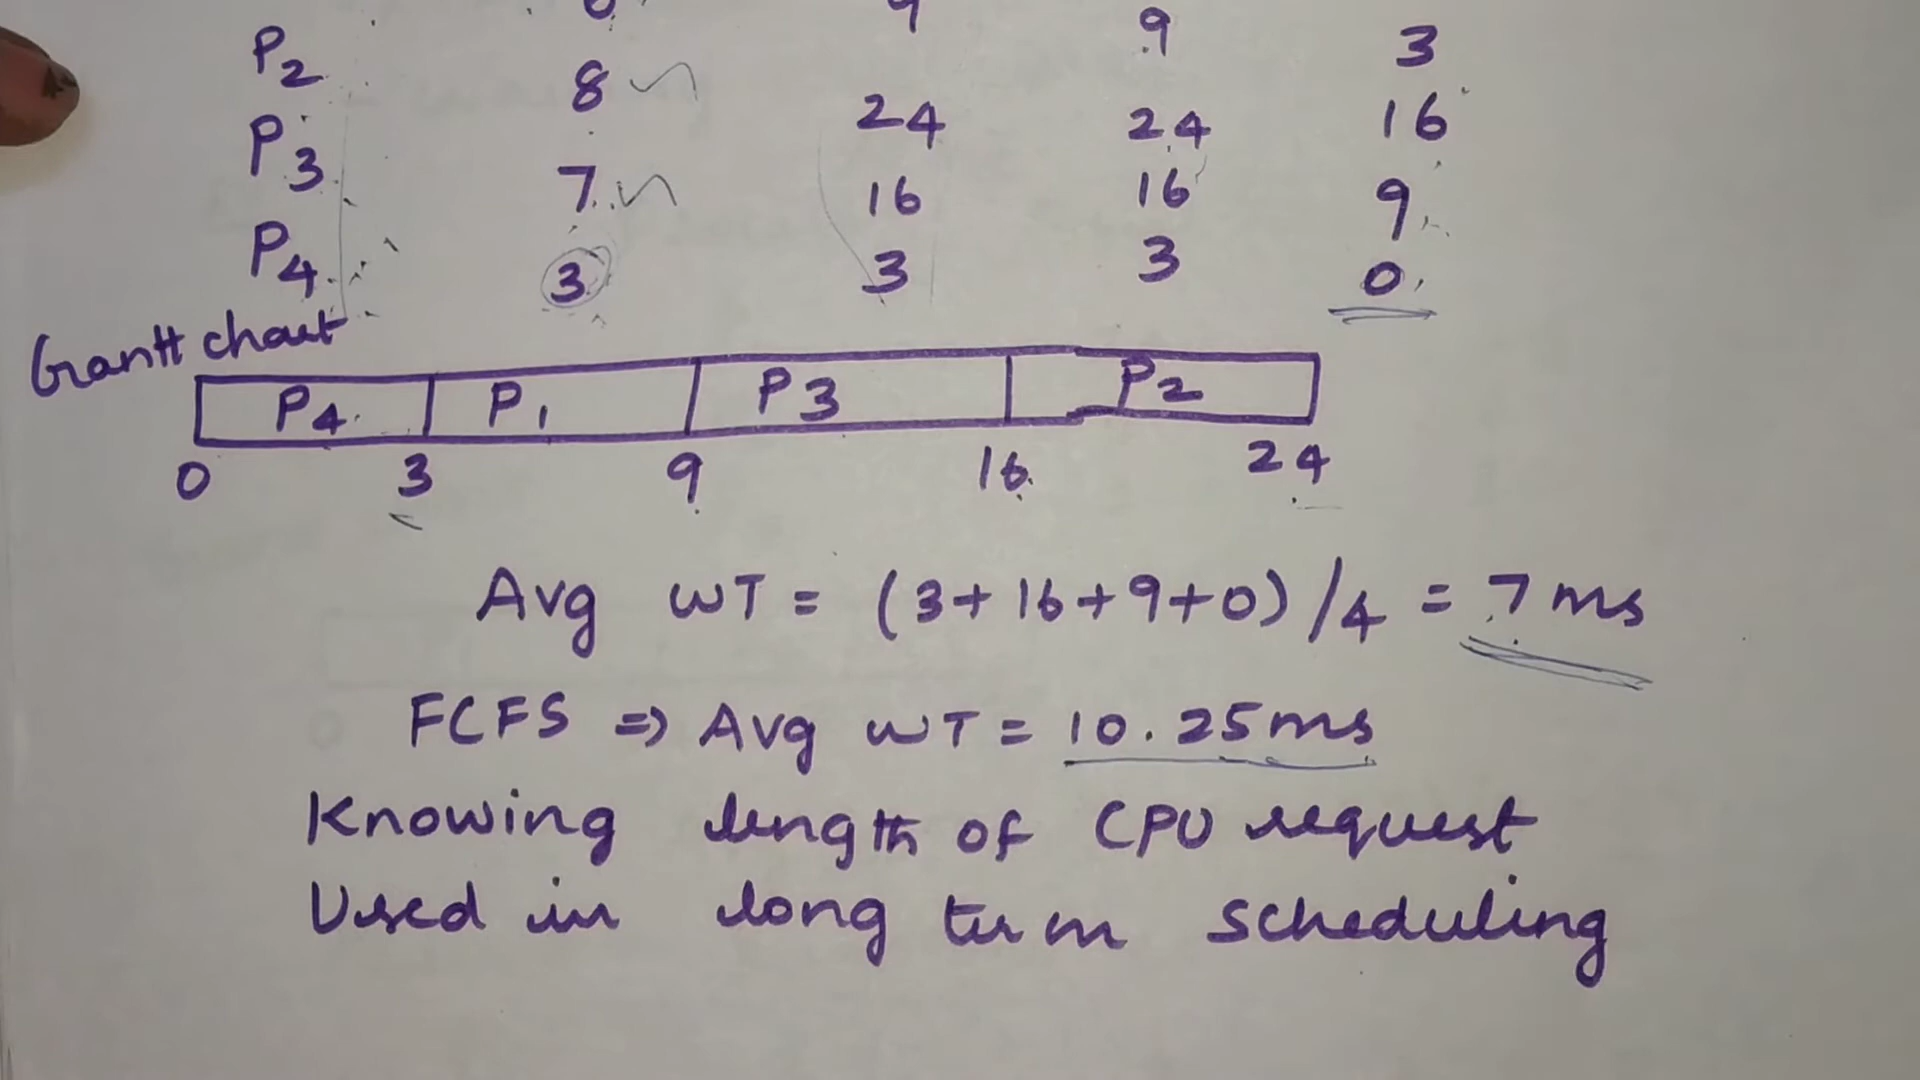 6 9 9 3
P2 8 24 24 16
P3 7 16 16 9
P4 3 3 3 0
Grantt chart
P4 P1 P3 P2
0 3 9 16 24
Avg WT = (3+16+9+0)/4 = 7ms
FCFS => Avg WT = 10.25ms
Knowing length of CPU request
Used in long term scheduling